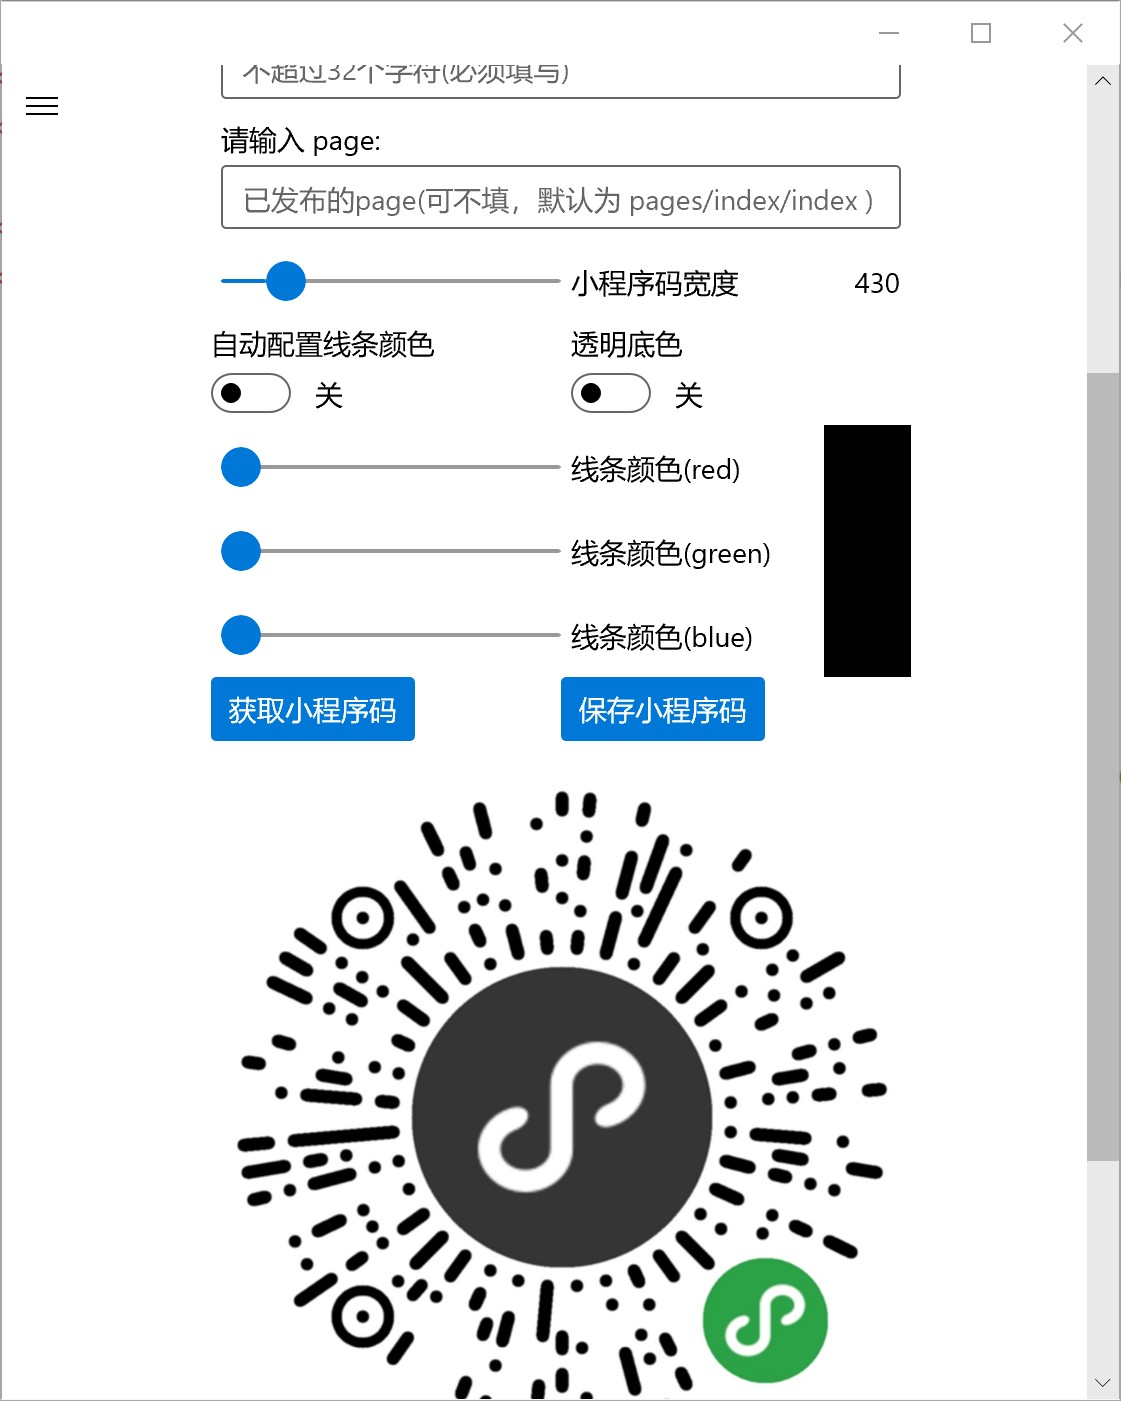 不超过32个字符(必须填写)
请输入 page:
已发布的page(可不填，默认为 pages/index/index )
小程序码宽度 430
自动配置线条颜色 透明底色
关 关
线条颜色(red)
线条颜色(green)
线条颜色(blue)
获取小程序码 保存小程序码